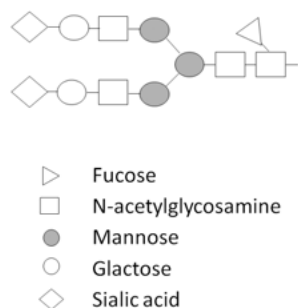 Fucose
N-acetylglycosamine
Mannose
Glactose
Sialic acid